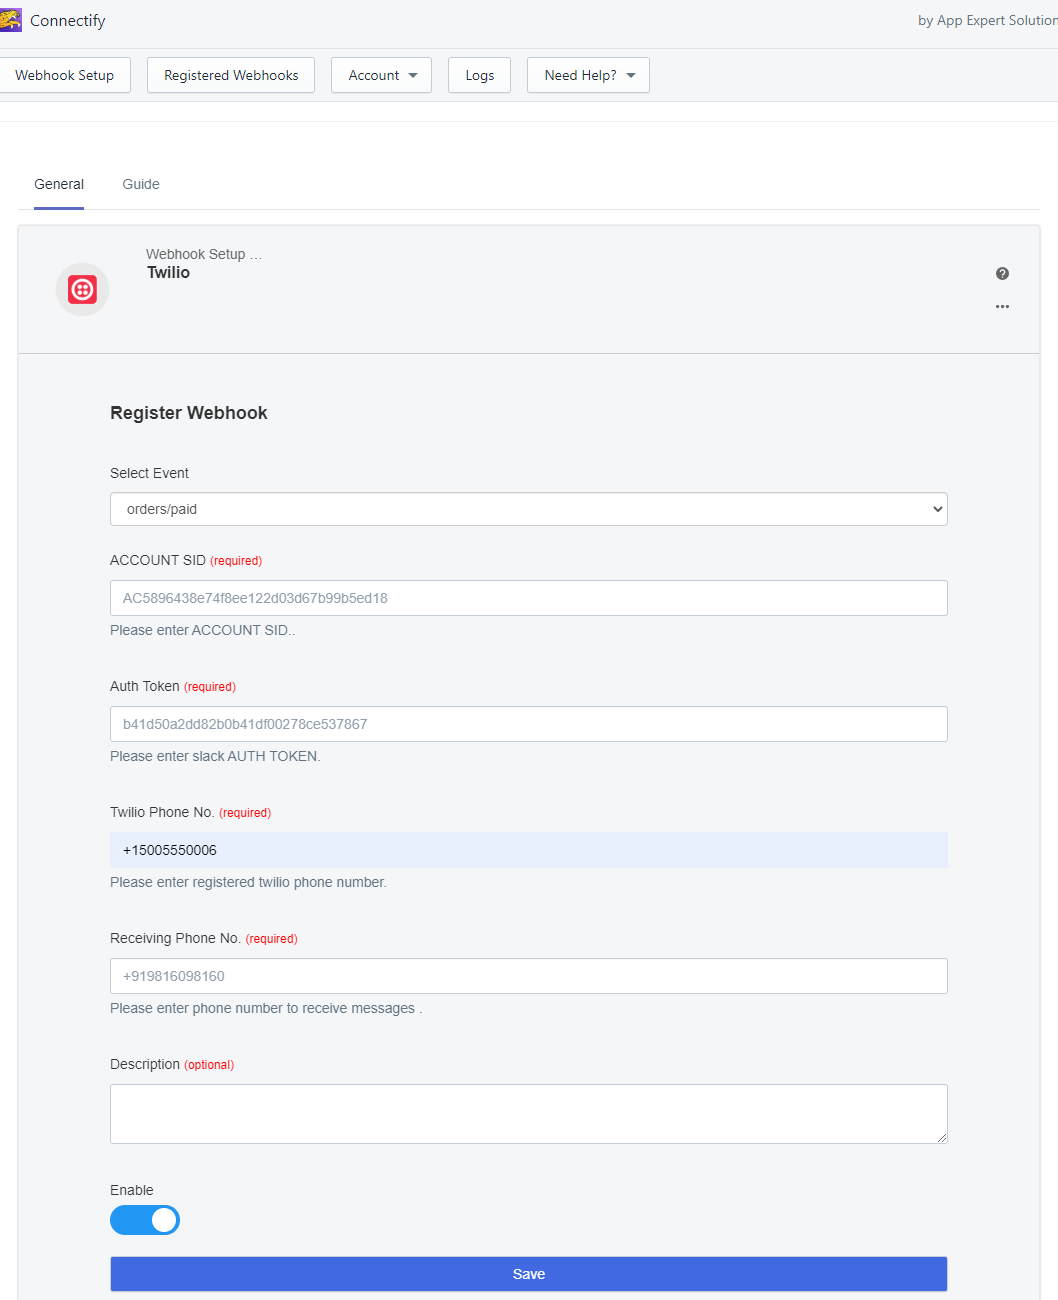 Connectify
by App Expert Solution
Webhook Setup
Registered Webhooks
Account
Logs
Need Help?
General
Guide
Webhook Setup ...
Twilio
Register Webhook
Select Event
orders/paid
ACCOUNT SID (required)
AC5896438e74f8ee122d03d67b99b5ed18
Please enter ACCOUNT SID..
Auth Token (required)
b41d50a2dd82b0b41df00278ce537867
Please enter slack AUTH TOKEN.
Twilio Phone No. (required)
+15005550006
Please enter registered twilio phone number.
Receiving Phone No. (required)
+919816098160
Please enter phone number to receive messages .
Description (optional)
Enable
Save